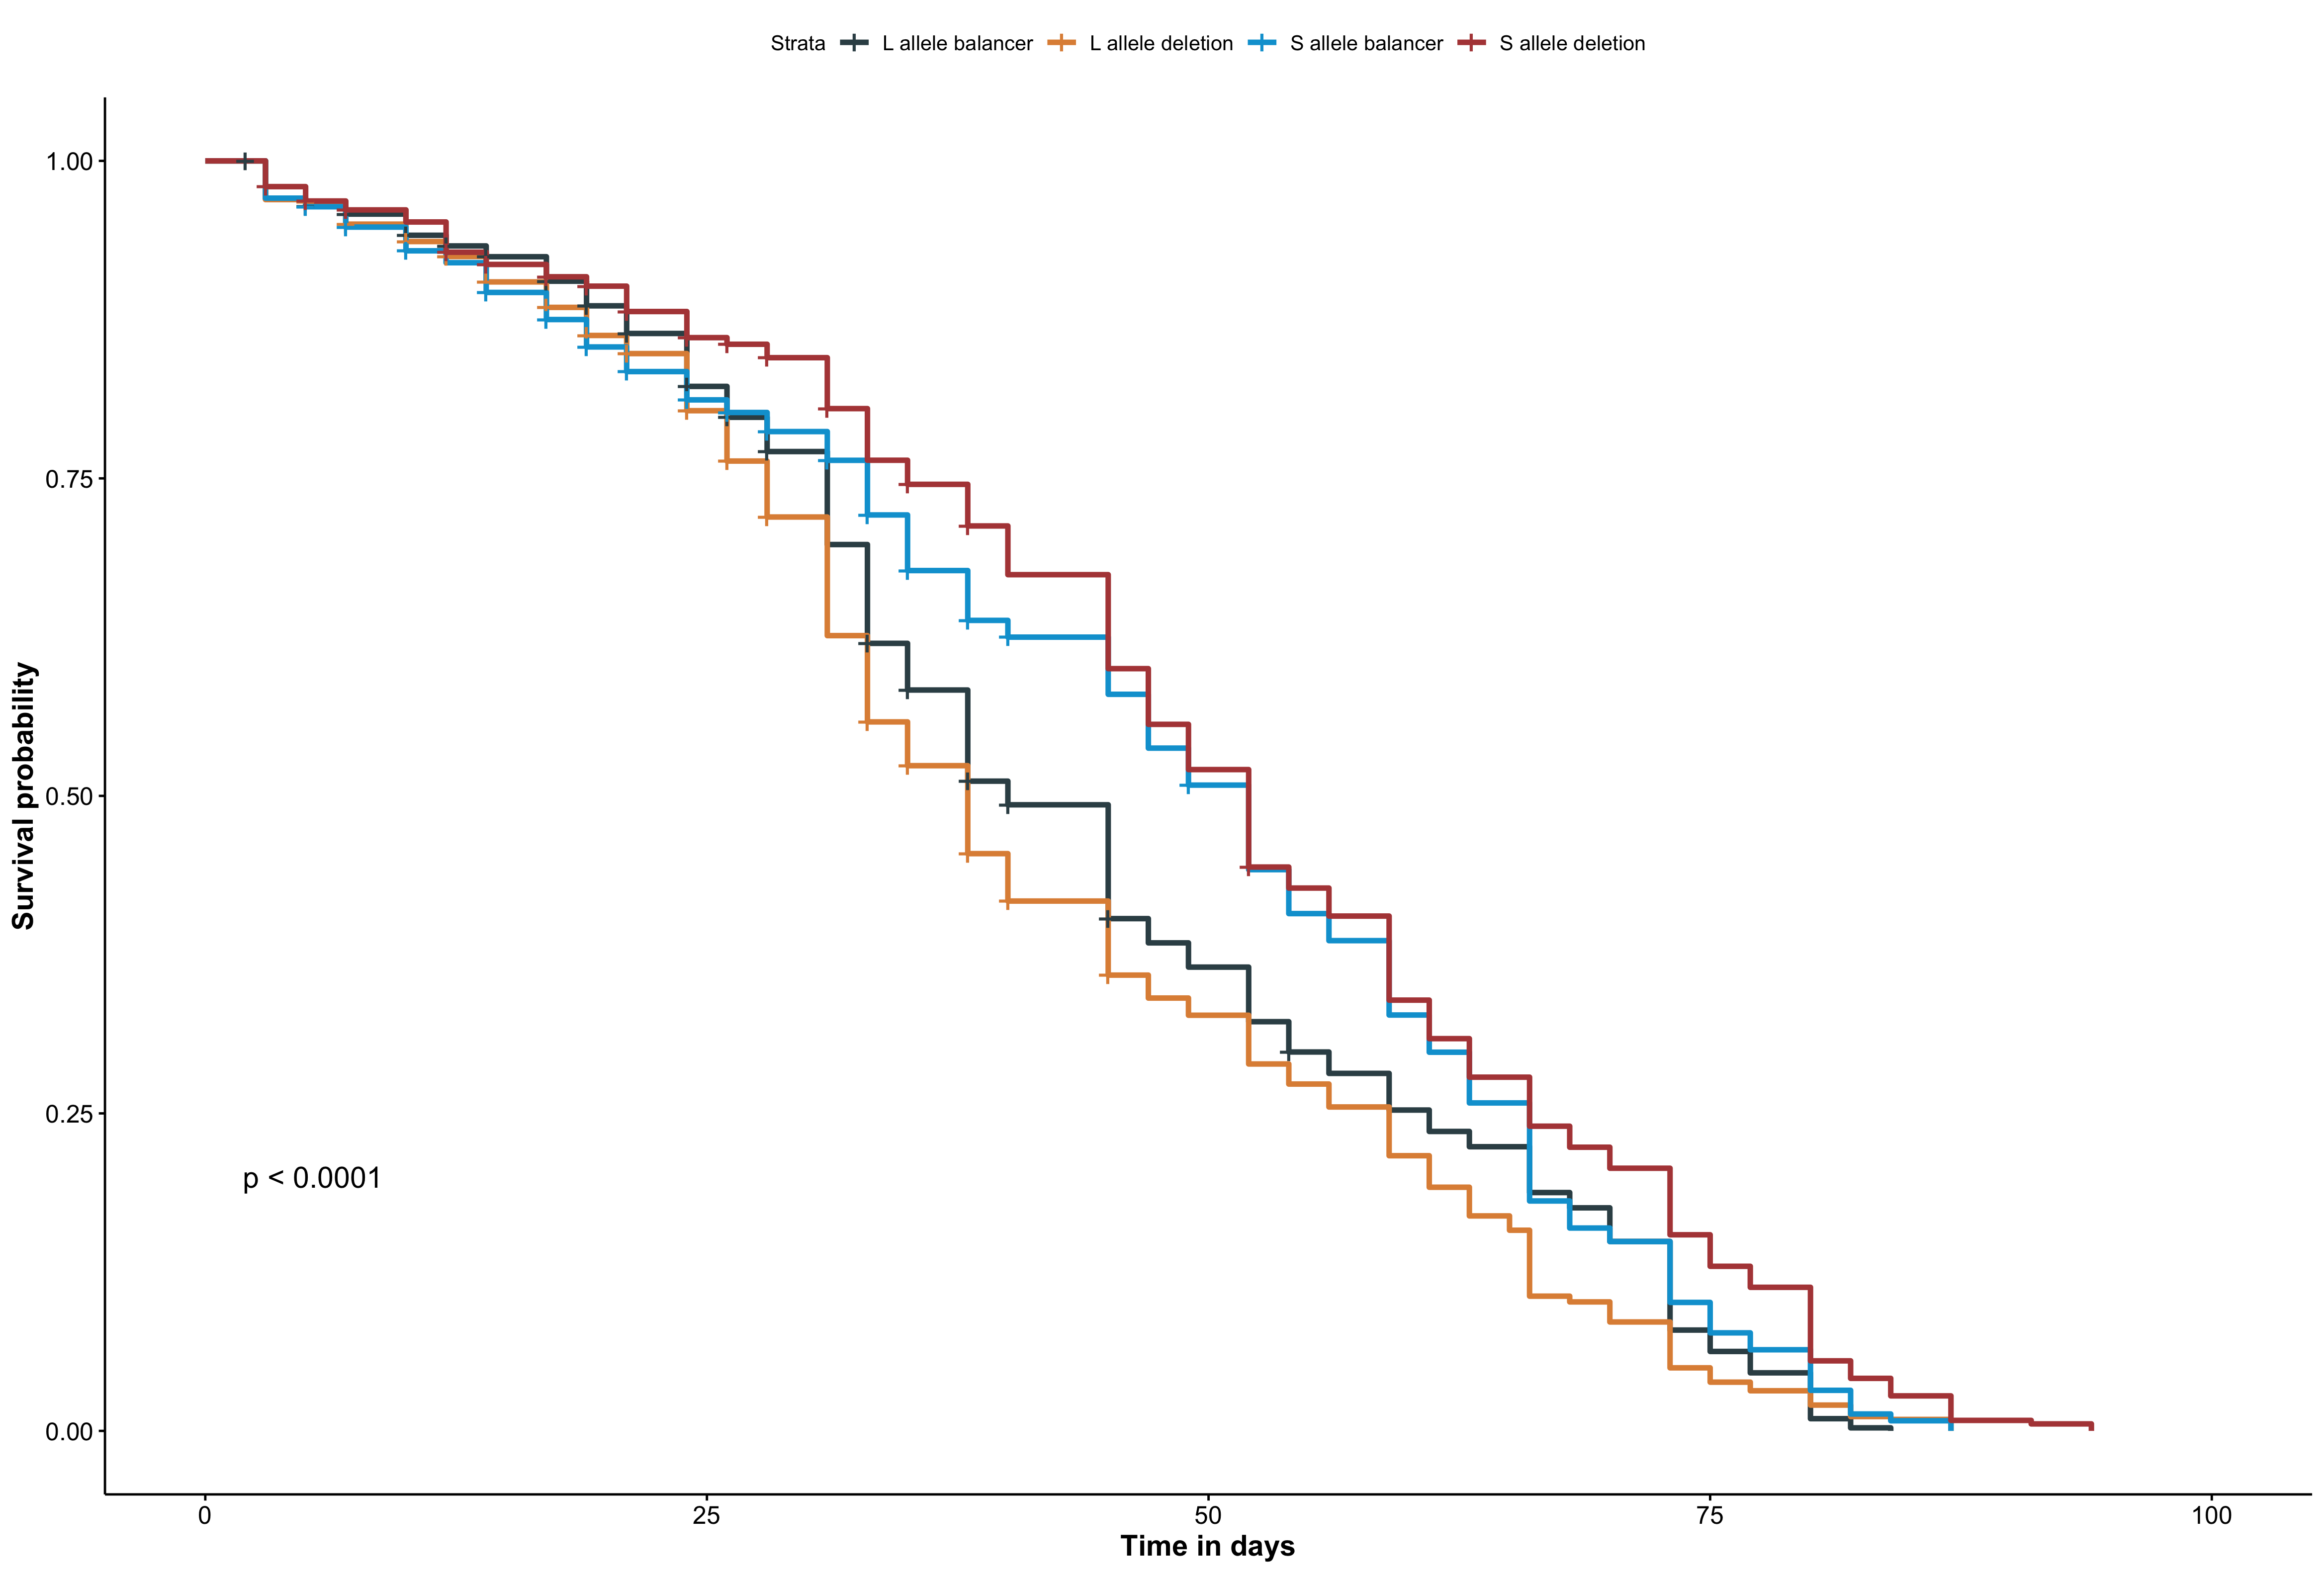 Strata L allele balancer L allele deletion S allele balancer S allele deletion
1.00
0.75
0.50
0.25
0.00
Survival probability
p < 0.0001
0 25 50 75 100
Time in days